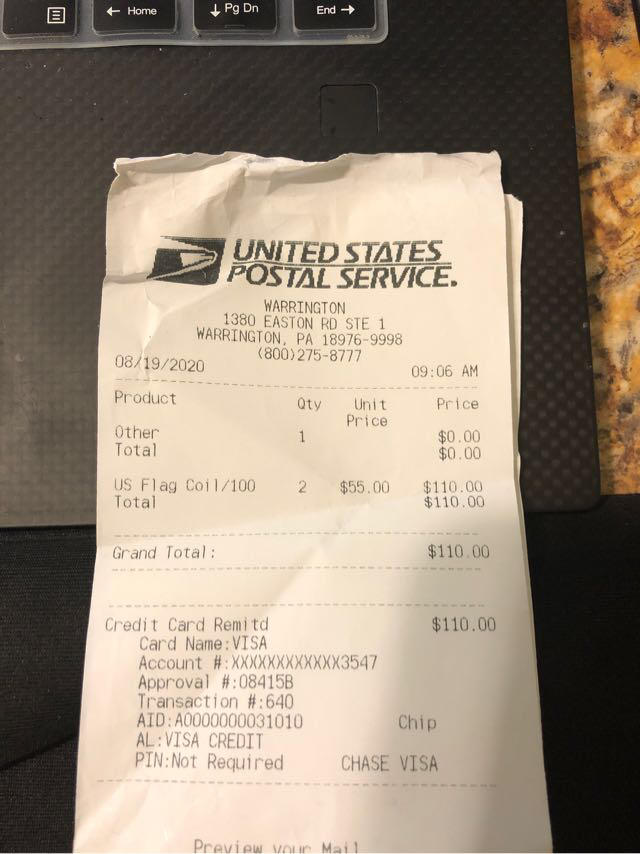 ← Home
↓ Pg Dn
End →
UNITED STATES
POSTAL SERVICE.
WARRINGTON
1380 EASTON RD STE 1
WARRINGTON, PA 18976-9998
(800)275-8777
08/19/2020 09:06 AM
Product Qty Unit Price
Price
Other 1 $0.00
Total $0.00
US Flag Coil/100 2 $55.00 $110.00
Total $110.00
Grand Total: $110.00
Credit Card Remitd $110.00
Card Name:VISA
Account #:XXXXXXXXXXXX3547
Approval #:08415B
Transaction #:640
AID:A0000000031010 Chip
AL:VISA CREDIT
PIN:Not Required CHASE VISA
Preview your Mail